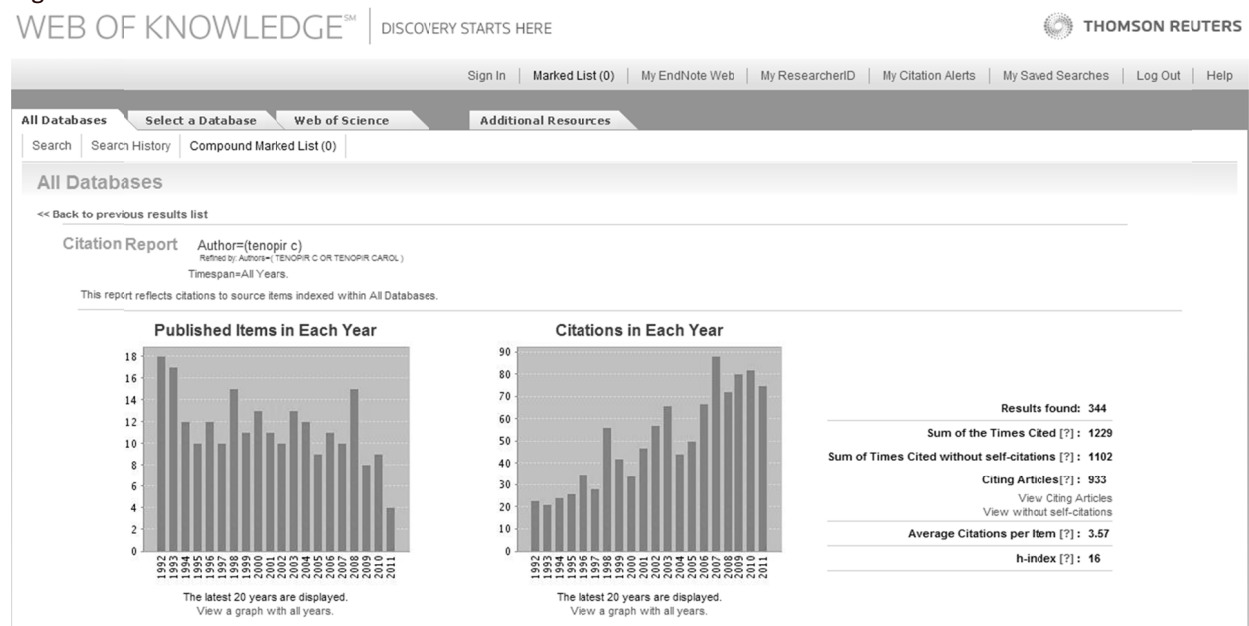 WEB OF KNOWLEDGE℠ DISCOVERY STARTS HERE
THOMSON REUTERS
Sign In | Marked List (0) | My EndNote Web | My ResearcherID | My Citation Alerts | My Saved Searches | Log Out | Help
All Databases Select a Database Web of Science Additional Resources
Search | Search History | Compound Marked List (0)
All Databases
<< Back to previous results list
Citation Report Author=(tenopir c)
Refined by: Authors=( TENOPIR C OR TENOPIR CAROL )
Timespan=All Years.
This report reflects citations to source items indexed within All Databases.
Published Items in Each Year
18
16
14
12
10
8
6
4
2
0
1992 1993 1994 1995 1996 1997 1998 1999 2000 2001 2002 2003 2004 2005 2006 2007 2008 2009 2010 2011
The latest 20 years are displayed.
View a graph with all years.
Citations in Each Year
90
80
70
60
50
40
30
20
10
0
1992 1993 1994 1995 1996 1997 1998 1999 2000 2001 2002 2003 2004 2005 2006 2007 2008 2009 2010 2011
The latest 20 years are displayed.
View a graph with all years.
Results found: 344
Sum of the Times Cited [?] : 1229
Sum of Times Cited without self-citations [?] : 1102
Citing Articles[?] : 933
View Citing Articles
View without self-citations
Average Citations per Item [?] : 3.57
h-index [?] : 16